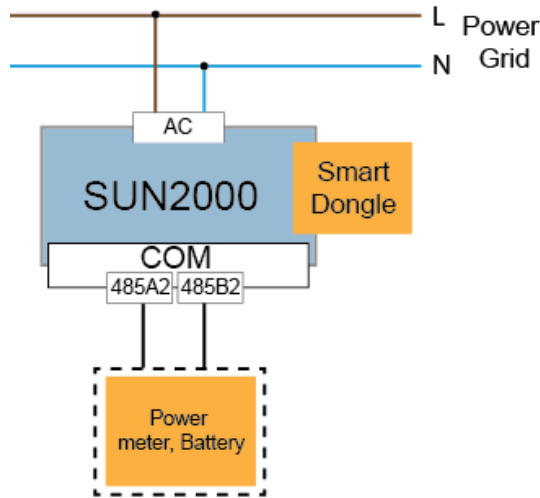 L
Power
Grid
N
AC
SUN2000
Smart
Dongle
COM
485A2
485B2
Power
meter, Battery